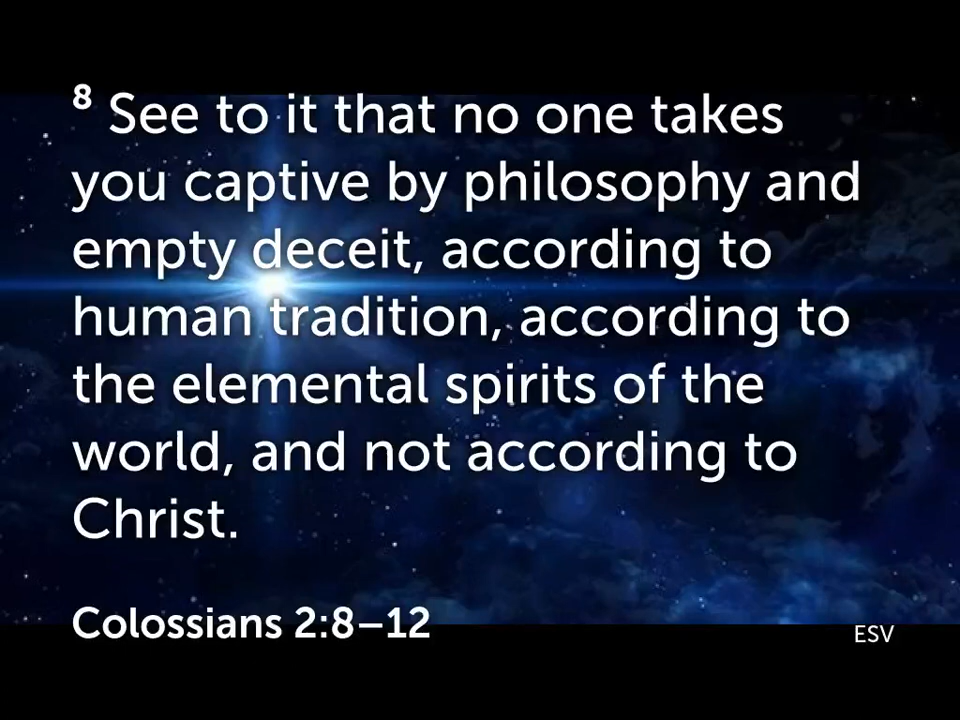 8 See to it that no one takes
you captive by philosophy and
empty deceit, according to
human tradition, according to
the elemental spirits of the
world, and not according to
Christ.
Colossians 2:8–12
ESV